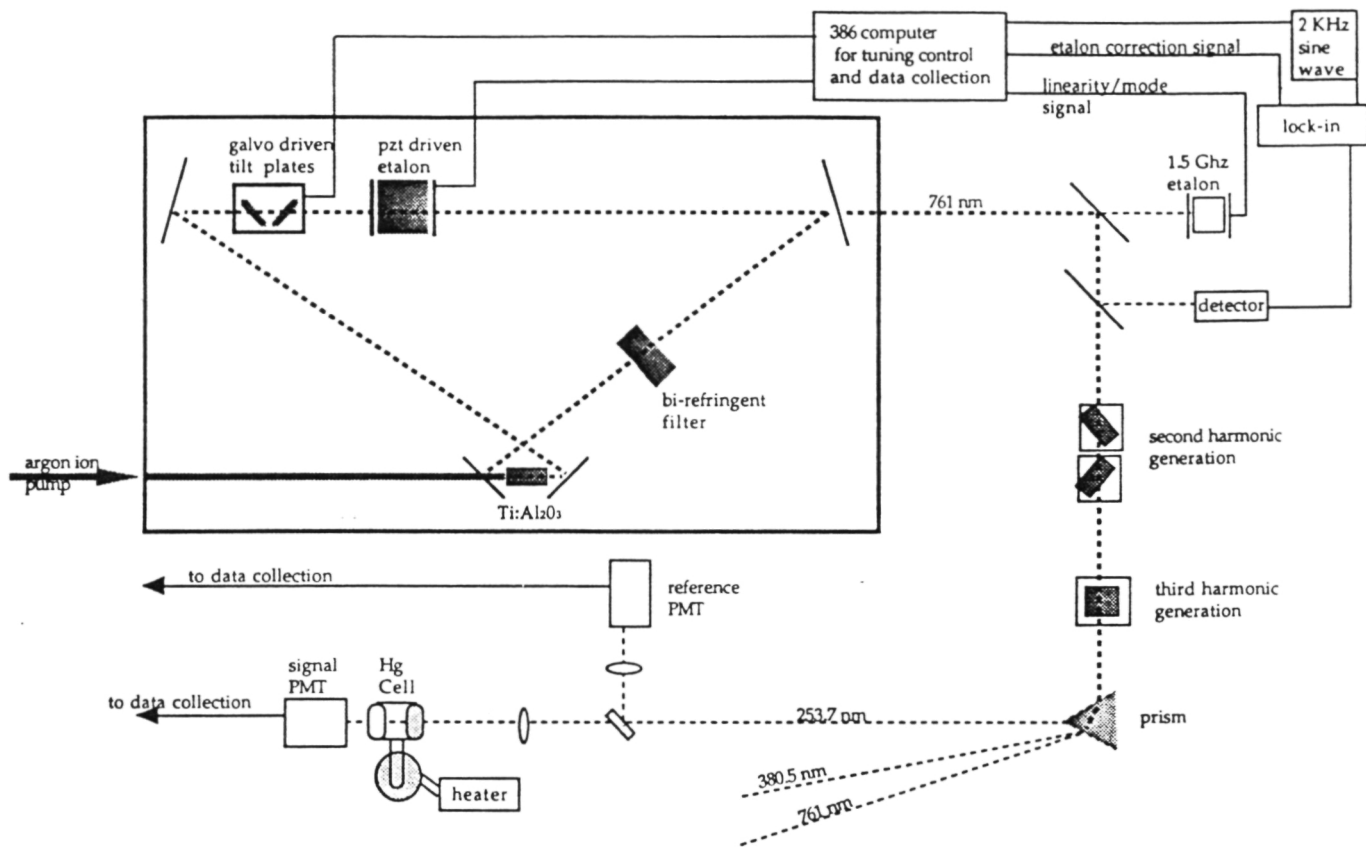 386 computer
for tuning control
and data collection
etalon correction signal
linearity/mode
signal
2 KHz
sine
wave
lock-in
galvo driven
tilt plates
pzt driven
etalon
1.5 Ghz
etalon
761 nm
detector
bi-refringent
filter
second harmonic
generation
argon ion
pump
Ti:Al₂0₃
to data collection
reference
PMT
third harmonic
generation
signal
PMT
Hg
Cell
to data collection
253.7 nm
prism
380.5 nm
761 nm
heater